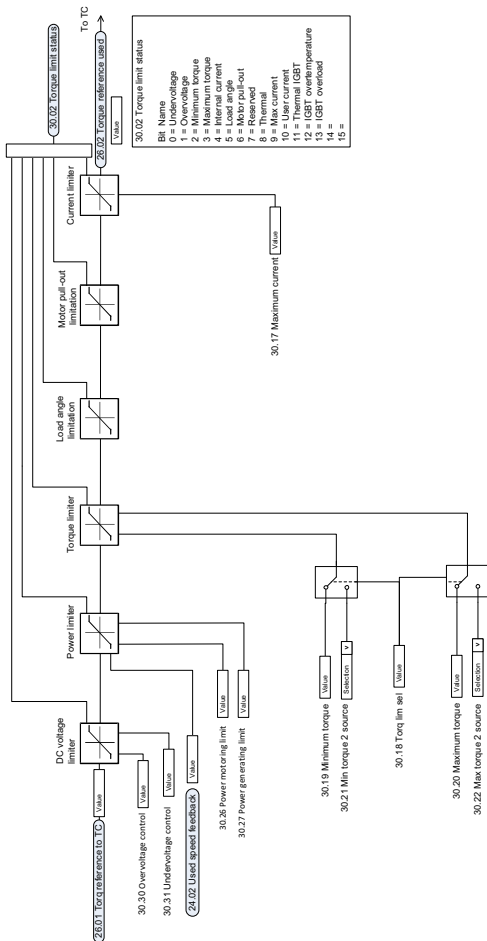 To TC
30.02 Torque limit status
26.02 Torque reference used
Value
30.02 Torque limit status
Bit Name
0 = Undervoltage
1 = Overvoltage
2 = Minimum torque
3 = Maximum torque
4 = Internal current
5 = Load angle
6 = Motor pull-out
7 = Reserved
8 = Thermal
9 = Max current
10 = User current
11 = Thermal IGBT
12 = IGBT overtemperature
13 = IGBT overload
14 =
15 =
DC voltage
limiter
Power limiter
Torque limiter
Load angle
limitation
Motor pull-out
limitation
Current limiter
26.01 Torq reference to TC
Value
30.30 Overvoltage control
Value
30.31 Undervoltage control
Value
24.02 Used speed feedback
Value
30.26 Power motoring limit
Value
30.27 Power generating limit
Value
30.17 Maximum current
Value
30.19 Minimum torque
Value
30.21 Min torque 2 source
Selection
v
30.18 Torq lim sel
Value
30.20 Maximum torque
Value
30.22 Max torque 2 source
Selection
v